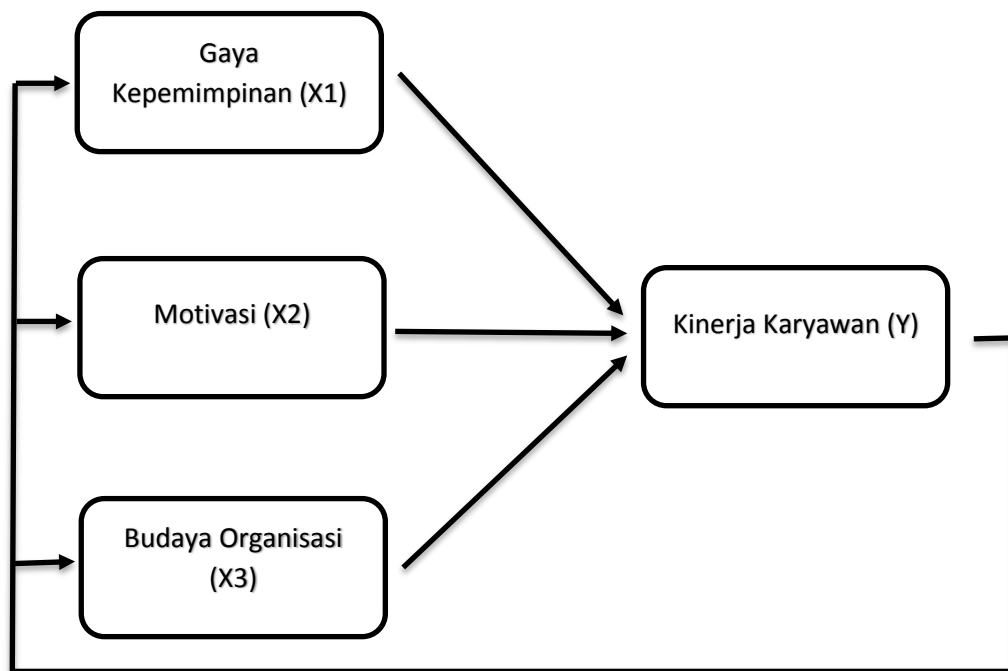 Gaya
Kepemimpinan (X1)
Motivasi (X2)
Kinerja Karyawan (Y)
Budaya Organisasi
(X3)